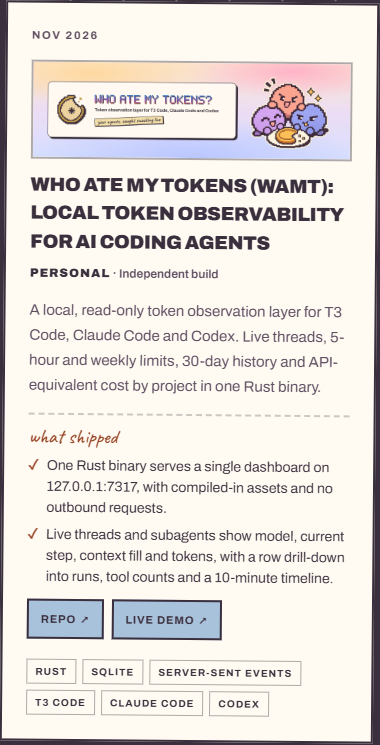 NOV 2026
WHO ATE MY TOKENS?
Token observation layer for T3 Code, Claude Code and Codex
your agents, caught snacking live
WHO ATE MY TOKENS (WAMT):
LOCAL TOKEN OBSERVABILITY
FOR AI CODING AGENTS
PERSONAL · Independent build
A local, read-only token observation layer for T3
Code, Claude Code and Codex. Live threads, 5-
hour and weekly limits, 30-day history and API-
equivalent cost by project in one Rust binary.
what shipped
✓ One Rust binary serves a single dashboard on
127.0.0.1:7317, with compiled-in assets and no
outbound requests.
✓ Live threads and subagents show model, current
step, context fill and tokens, with a row drill-down
into runs, tool counts and a 10-minute timeline.
REPO ↗ LIVE DEMO ↗
RUST SQLITE SERVER-SENT EVENTS
T3 CODE CLAUDE CODE CODEX